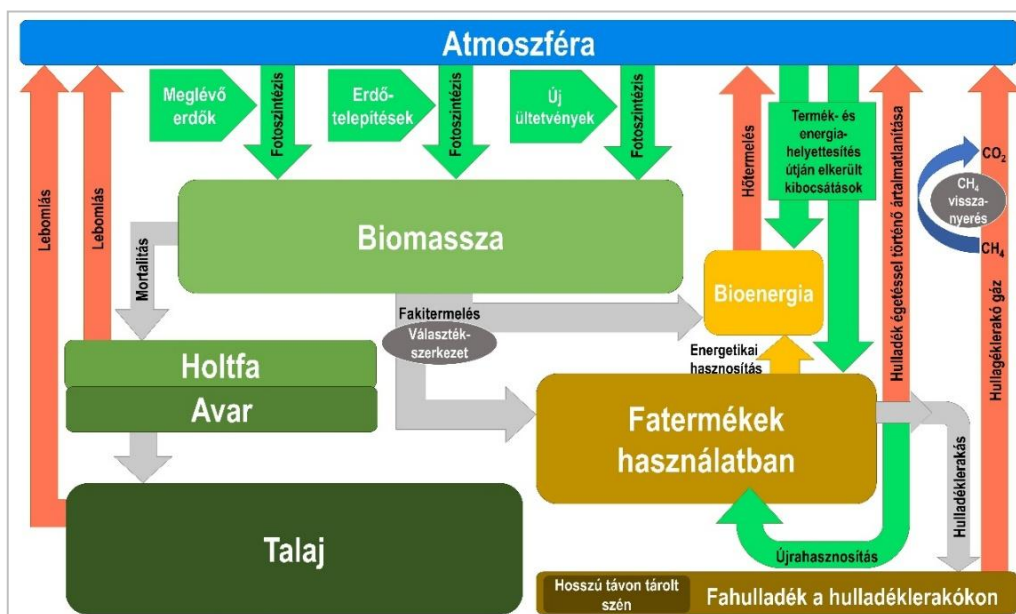 Atmoszféra
Meglévő
erdők
Fotoszintézis
Erdő-
telepítések
Fotoszintézis
Új
ültetvények
Fotoszintézis
Hőtermelés
Termék- és
energia-
helyettesítés
útján elkerült
kibocsátások
Hulladék égetéssel történő ártalmatlanítása
CO₂
CH₄
vissza-
nyerés
CH₄
Hullagéklerakó gáz
Lebomlás
Lebomlás
Biomassza
Mortalitás
Bioenergia
Fakitermelés
Választék-
szerkezet
Energetikai
hasznosítás
Holtfa
Avar
Fatermékek
használatban
Hulladéklerakás
Talaj
Újrahasznosítás
Hosszú távon tárolt
szén
Fahulladék a hulladéklerakókon